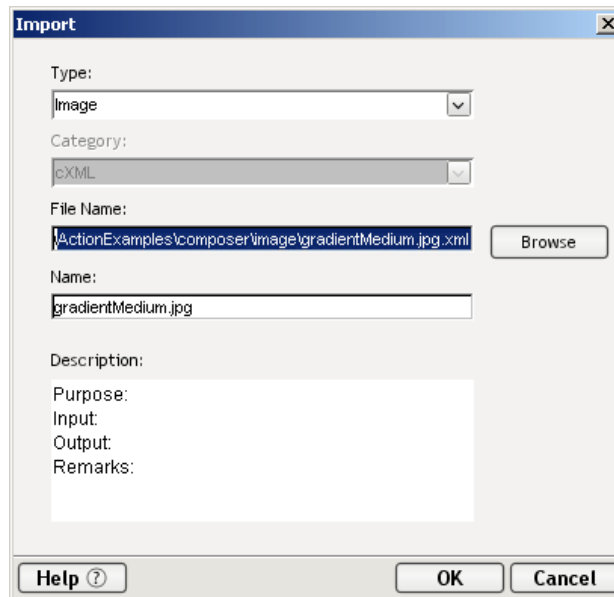 Import
Type:
Image
Category:
cXML
File Name:
\ActionExamples\composer\image\gradientMedium.jpg.xml
Browse
Name:
gradientMedium.jpg
Description:
Purpose:
Input:
Output:
Remarks:
Help ?
OK
Cancel